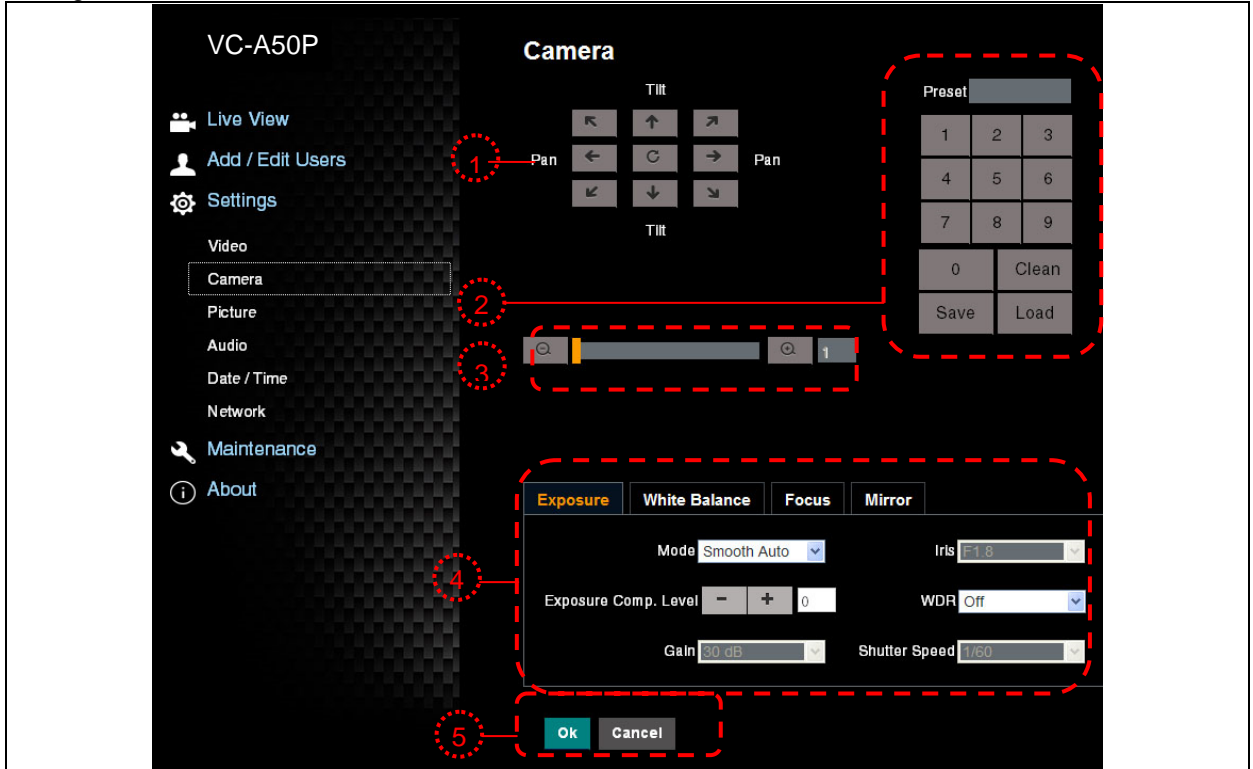 VC-A50P
Live View
Add / Edit Users
Settings
Video
Camera
Picture
Audio
Date / Time
Network
Maintenance
About
Camera
Tilt
1
Pan
C
Pan
Tilt
2
Preset
1 2 3
4 5 6
7 8 9
0 Clean
Save Load
3
1
4
Exposure White Balance Focus Mirror
Mode Smooth Auto Iris F1.8
Exposure Comp. Level - + 0 WDR Off
Gain 30 dB Shutter Speed 1/60
5
Ok Cancel